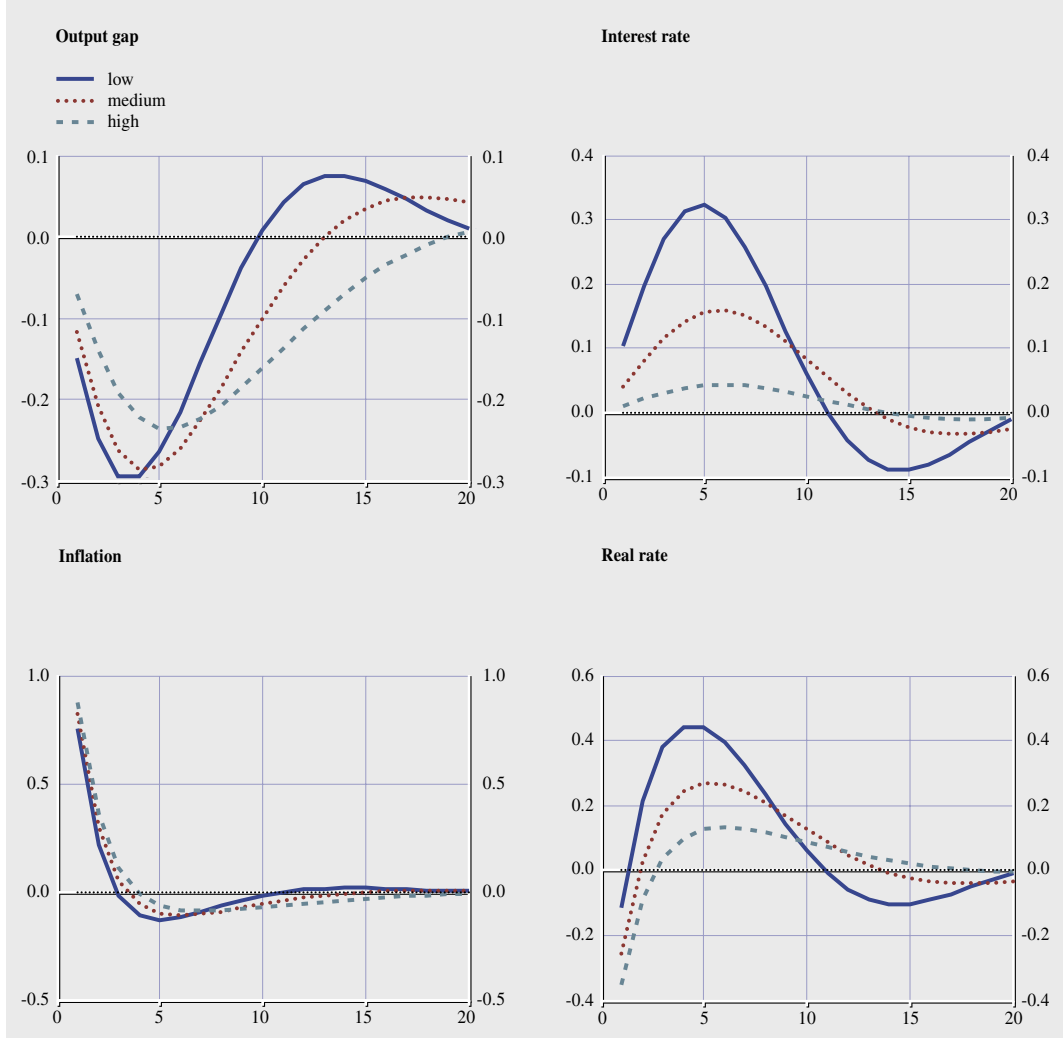 Output gap
low
medium
high
0.1 0.1
0.0 0.0
-0.1 -0.1
-0.2 -0.2
-0.3 -0.3
0 5 10 15 20
Interest rate
0.4 0.4
0.3 0.3
0.2 0.2
0.1 0.1
0.0 0.0
-0.1 -0.1
0 5 10 15 20
Inflation
1.0 1.0
0.5 0.5
0.0 0.0
-0.5 -0.5
0 5 10 15 20
Real rate
0.6 0.6
0.4 0.4
0.2 0.2
0.0 0.0
-0.2 -0.2
-0.4 -0.4
0 5 10 15 20